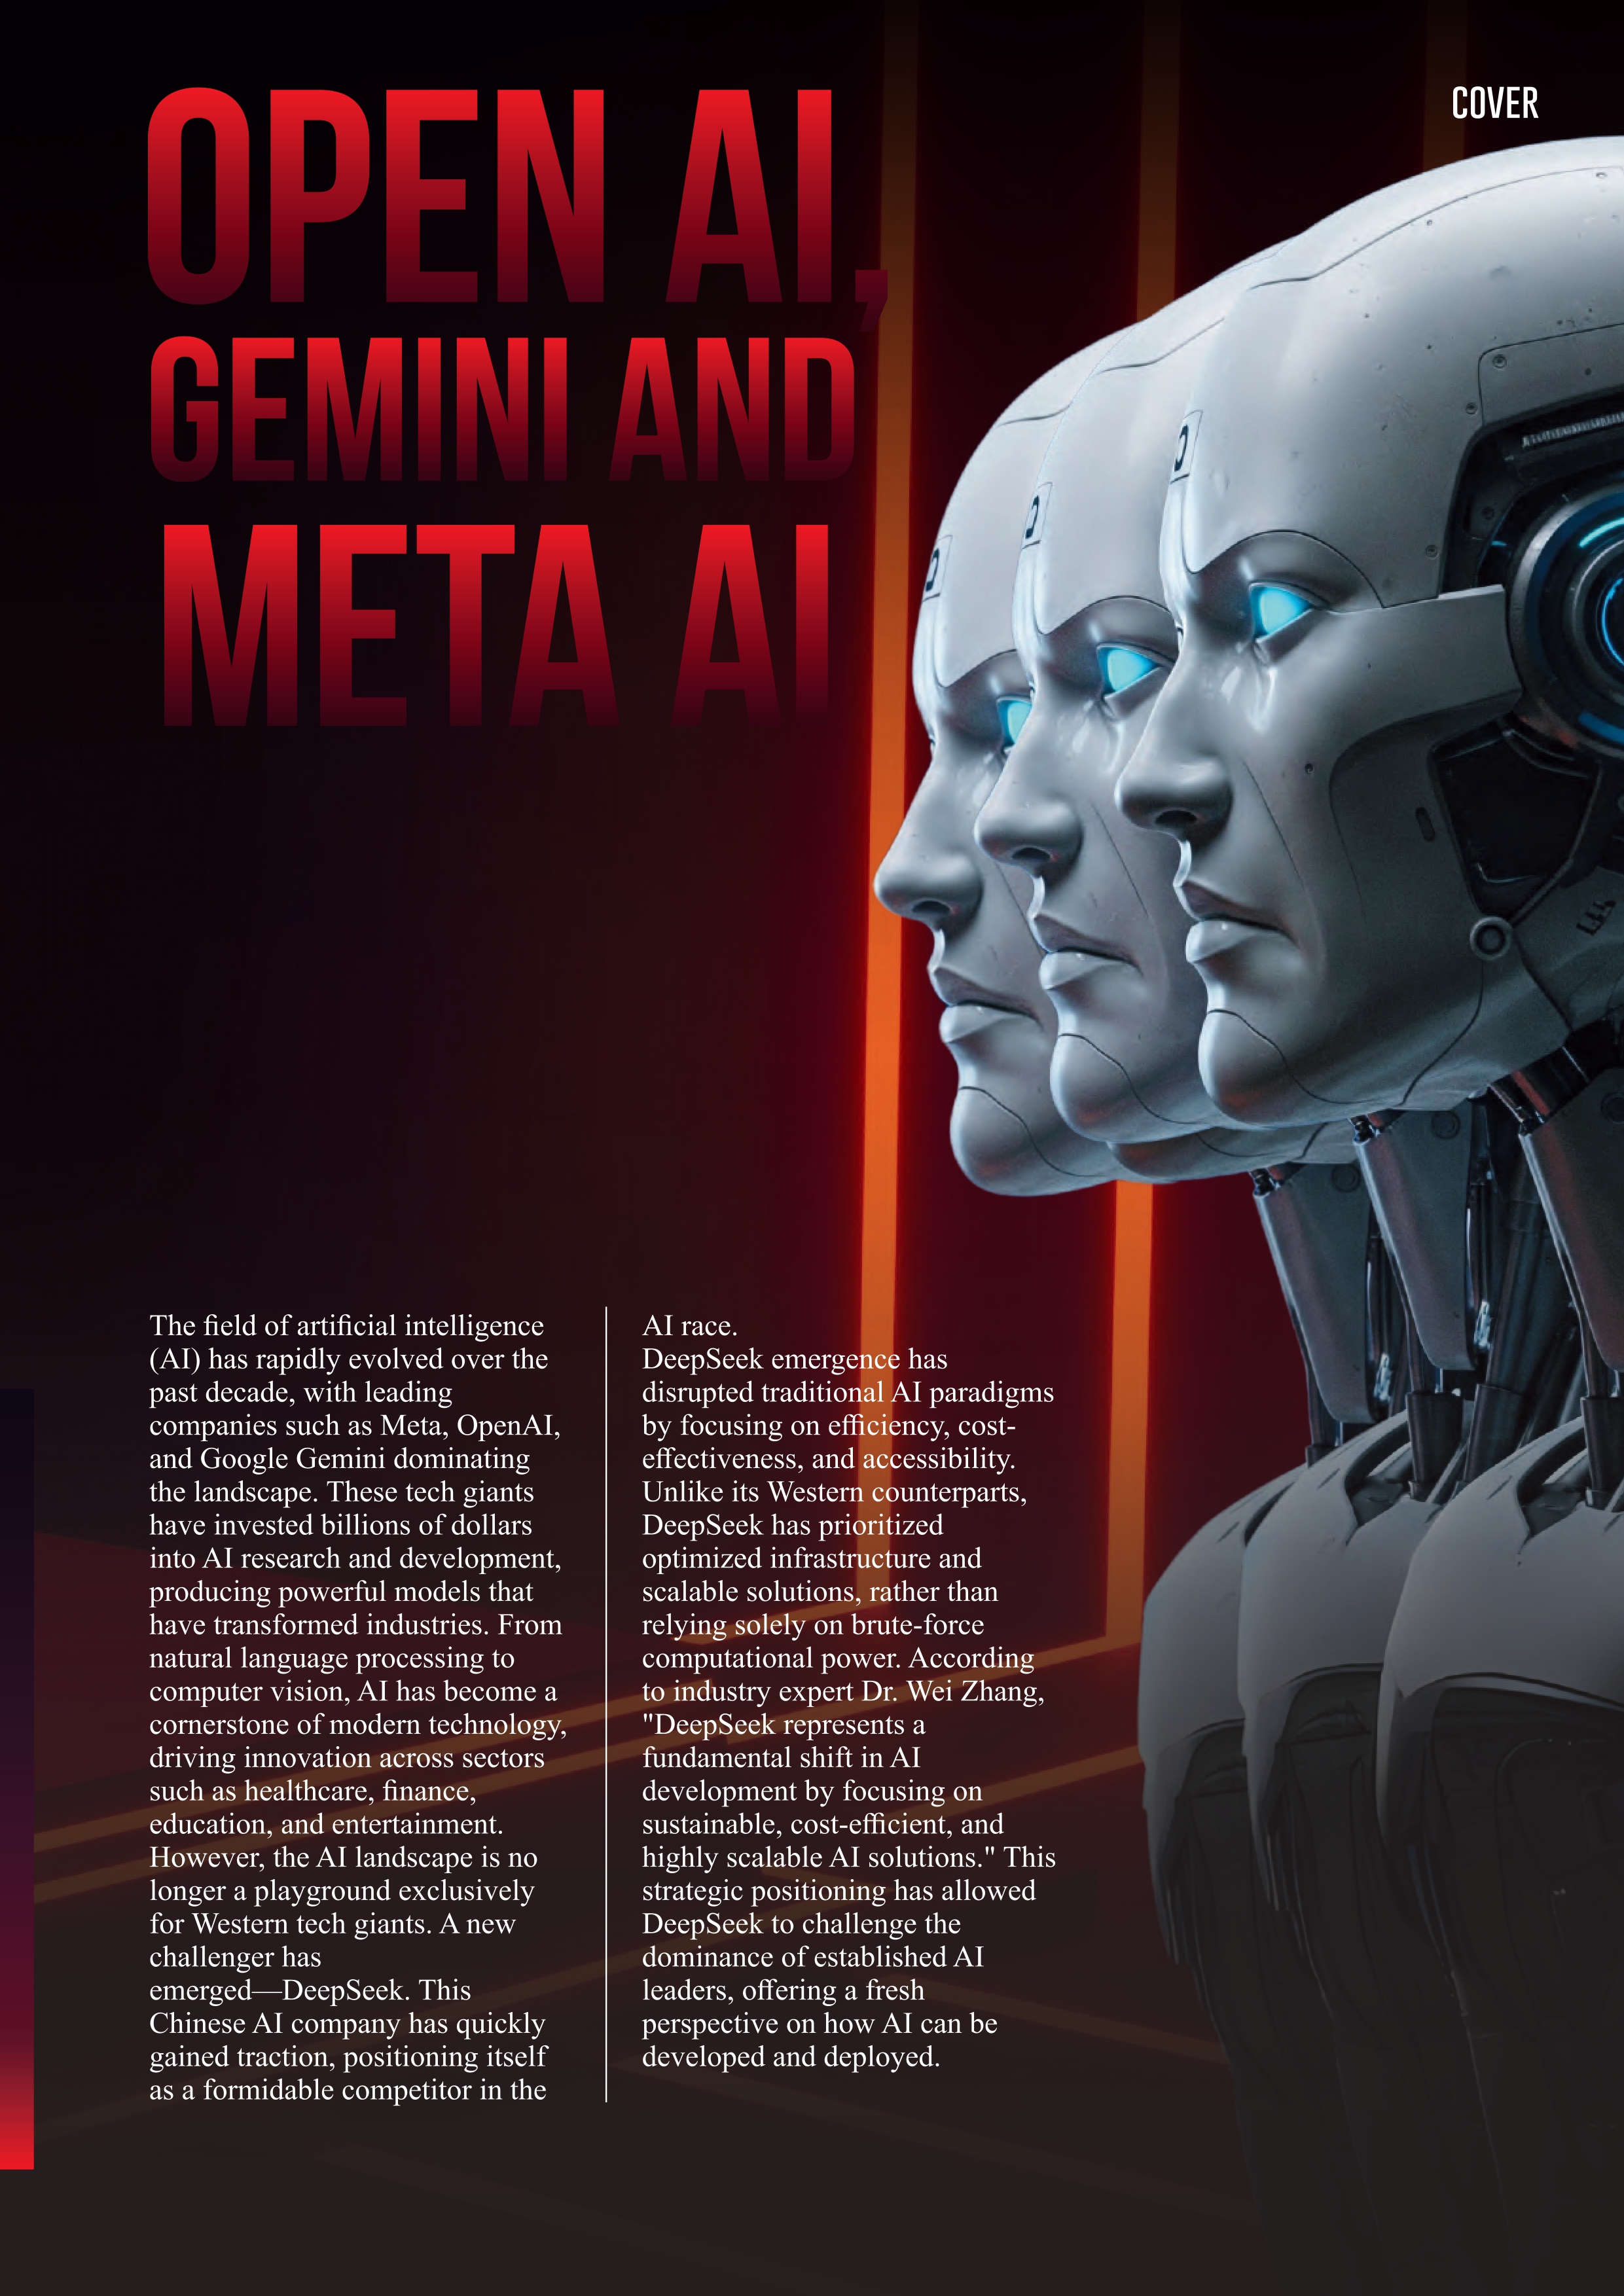 COVER
OPEN AI,
GEMINI AND
META AI
The field of artificial intelligence
(AI) has rapidly evolved over the
past decade, with leading
companies such as Meta, OpenAI,
and Google Gemini dominating
the landscape. These tech giants
have invested billions of dollars
into AI research and development,
producing powerful models that
have transformed industries. From
natural language processing to
computer vision, AI has become a
cornerstone of modern technology,
driving innovation across sectors
such as healthcare, finance,
education, and entertainment.
However, the AI landscape is no
longer a playground exclusively
for Western tech giants. A new
challenger has
emerged—DeepSeek. This
Chinese AI company has quickly
gained traction, positioning itself
as a formidable competitor in the
AI race.
DeepSeek emergence has
disrupted traditional AI paradigms
by focusing on efficiency, cost-
effectiveness, and accessibility.
Unlike its Western counterparts,
DeepSeek has prioritized
optimized infrastructure and
scalable solutions, rather than
relying solely on brute-force
computational power. According
to industry expert Dr. Wei Zhang,
"DeepSeek represents a
fundamental shift in AI
development by focusing on
sustainable, cost-efficient, and
highly scalable AI solutions." This
strategic positioning has allowed
DeepSeek to challenge the
dominance of established AI
leaders, offering a fresh
perspective on how AI can be
developed and deployed.